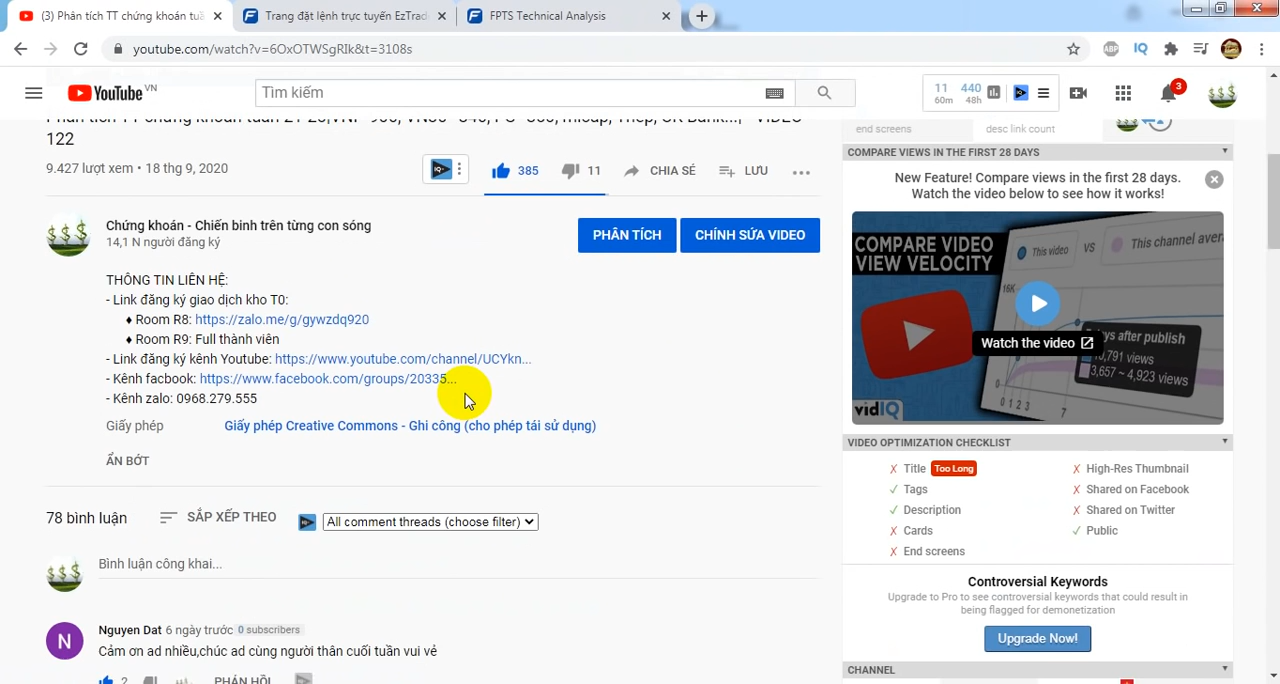 (3) Phân tích TT chứng khoán tuần
Trang đặt lệnh trực tuyến EzTrad
FPTS Technical Analysis
youtube.com/watch?v=6OxOTWSgRIk&t=3108s
ABP
IQ
YouTube VN
Tìm kiếm
11 60m
440 48h
3
122
9.427 lượt xem • 18 thg 9, 2020
385
11
CHIA SẺ
LƯU
Chứng khoán - Chiến binh trên từng con sóng
14,1 N người đăng ký
PHÂN TÍCH
CHỈNH SỬA VIDEO
THÔNG TIN LIÊN HỆ:
- Link đăng ký giao dịch kho T0:
♦ Room R8: https://zalo.me/g/gywzdq920
♦ Room R9: Full thành viên
- Link đăng ký kênh Youtube: https://www.youtube.com/channel/UCYkn...
- Kênh facbook: https://www.facebook.com/groups/20335...
- Kênh zalo: 0968.279.555
Giấy phép
Giấy phép Creative Commons - Ghi công (cho phép tái sử dụng)
ẨN BỚT
78 bình luận
SẮP XẾP THEO
All comment threads (choose filter)
Bình luận công khai...
N
Nguyen Dat 6 ngày trước 0 subscribers
Cảm ơn ad nhiều,chúc ad cùng người thân cuối tuần vui vẻ
2
PHẢN HỒI
end screens
desc link count
COMPARE VIEWS IN THE FIRST 28 DAYS
New Feature! Compare views in the first 28 days.
Watch the video below to see how it works!
COMPARE VIDEO
VIEW VELOCITY
This video
VS
This channel avera
16K
days after publish
3,657 ~ 4,923 views
0 1 2 3
7
Watch the video
vidIQ
VIDEO OPTIMIZATION CHECKLIST
✗ Title Too Long
✓ Tags
✓ Description
✗ Cards
✗ End screens
✗ High-Res Thumbnail
✗ Shared on Facebook
✗ Shared on Twitter
✓ Public
Controversial Keywords
Upgrade to Pro to see controversial keywords that could result in
being flagged for demonetization
Upgrade Now!
CHANNEL